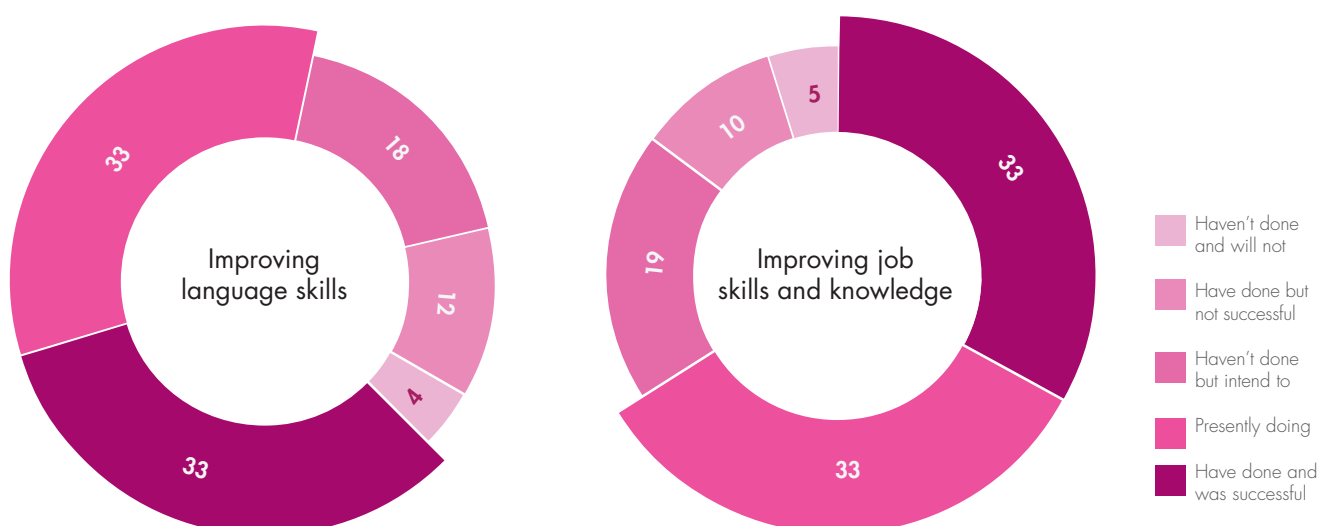 33
18
12
4
33
Improving
language skills
5
10
19
33
33
Improving job
skills and knowledge
Haven't done
and will not
Have done but
not successful
Haven't done
but intend to
Presently doing
Have done and
was successful